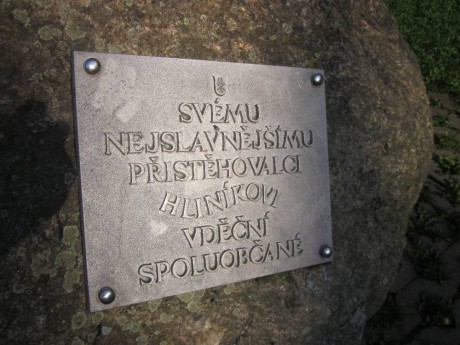 SVÉMU
NEJSLAVNĚJŠÍMU
PŘISTĚHOVALCI
HLINÍKOVI
VDĚČNÍ
SPOLUOBČANÉ